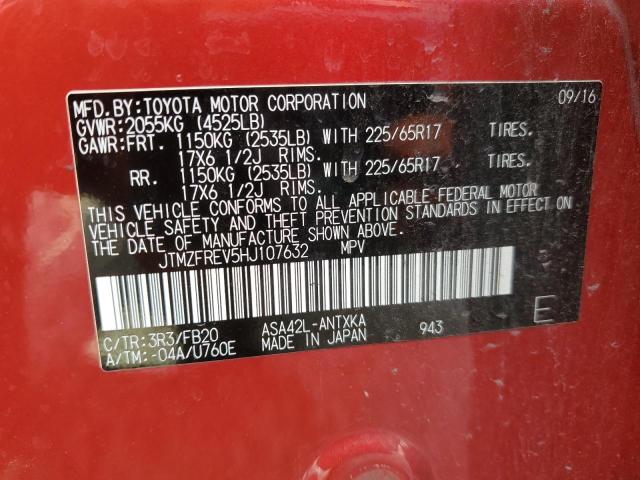 MFD.BY:TOYOTA MOTOR CORPORATION 09/16
GVWR:2055KG (4525LB)
GAWR:FRT. 1150KG (2535LB) WITH 225/65R17 TIRES.
17X6 1/2J RIMS.
RR. 1150KG (2535LB) WITH 225/65R17 TIRES.
17X6 1/2J RIMS.
THIS VEHICLE CONFORMS TO ALL APPLICABLE FEDERAL MOTOR
VEHICLE SAFETY AND THEFT PREVENTION STANDARDS IN EFFECT ON
THE DATE OF MANUFACTURE SHOWN ABOVE.
JTMZFREV5HJ107632 MPV
C/TR:3R3/FB20 ASA42L-ANTXKA
A/TM:-04A/U760E MADE IN JAPAN 943 E